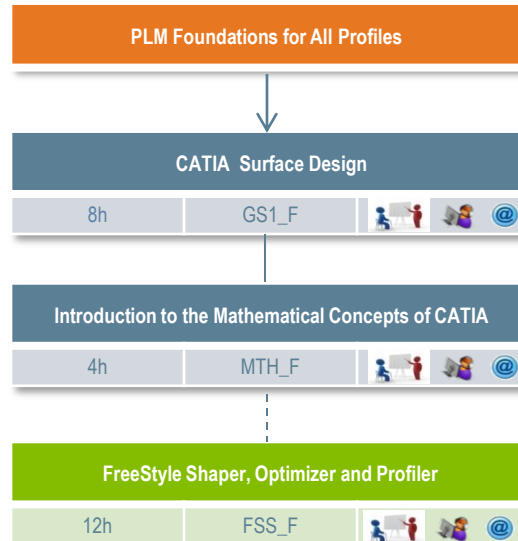 PLM Foundations for All Profiles
CATIA Surface Design
8h GS1_F @
Introduction to the Mathematical Concepts of CATIA
4h MTH_F @
FreeStyle Shaper, Optimizer and Profiler
12h FSS_F @